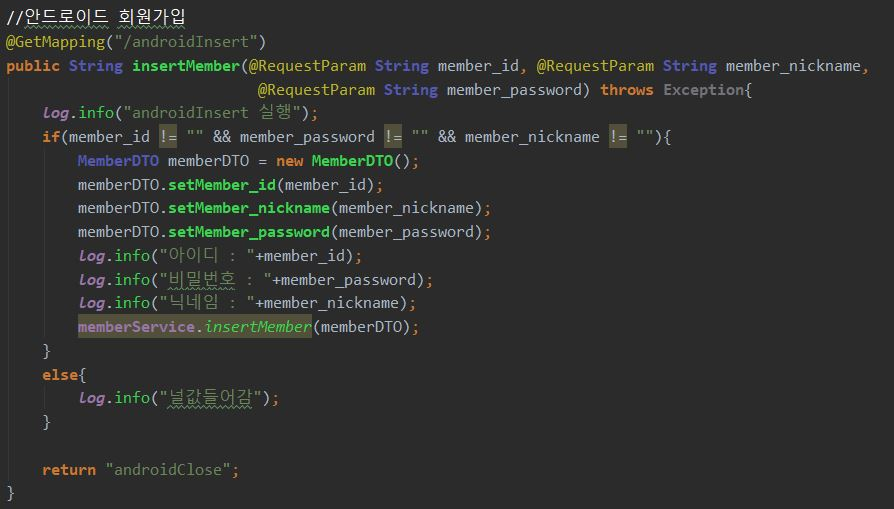 //안드로이드 회원가입
@GetMapping("/androidInsert")
public String insertMember(@RequestParam String member_id, @RequestParam String member_nickname,
@RequestParam String member_password) throws Exception{
log.info("androidInsert 실행");
if(member_id != "" && member_password != "" && member_nickname != ""){
MemberDTO memberDTO = new MemberDTO();
memberDTO.setMember_id(member_id);
memberDTO.setMember_nickname(member_nickname);
memberDTO.setMember_password(member_password);
log.info("아이디 : "+member_id);
log.info("비밀번호 : "+member_password);
log.info("닉네임 : "+member_nickname);
memberService.insertMember(memberDTO);
}
else{
log.info("널값들어감");
}
return "androidClose";
}